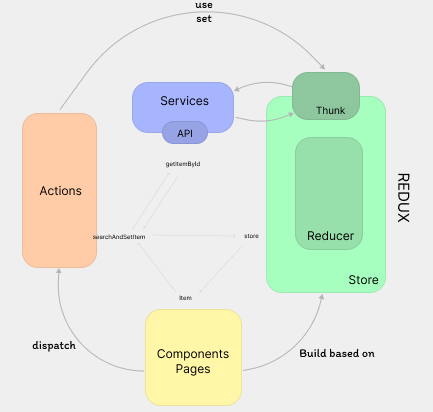 use
set
Services
API
Thunk
getItemById
Actions
REDUX
searchAndSetItem
store
Reducer
Store
Item
dispatch
Components
Pages
Build based on